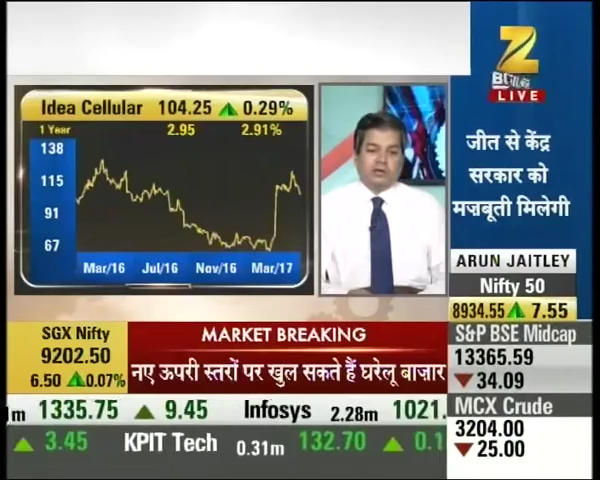 Idea Cellular 104.25 0.29%
1 Year 2.95 2.91%
138
115
91
67
Mar/16 Jul/16 Nov/16 Mar/17
Z
LIVE
जीत से केंद्र
सरकार को
मजबूती मिलेगी
ARUN JAITLEY
Nifty 50
8934.55 7.55
SGX Nifty
9202.50
6.50 0.07%
MARKET BREAKING
नए ऊपरी स्तरों पर खुल सकते हैं घरेलू बाजार
S&P BSE Midcap
13365.59
34.09
MCX Crude
3204.00
25.00
1335.75 9.45 Infosys 2.28m 1021.
3.45 KPIT Tech 0.31m 132.70 0.1